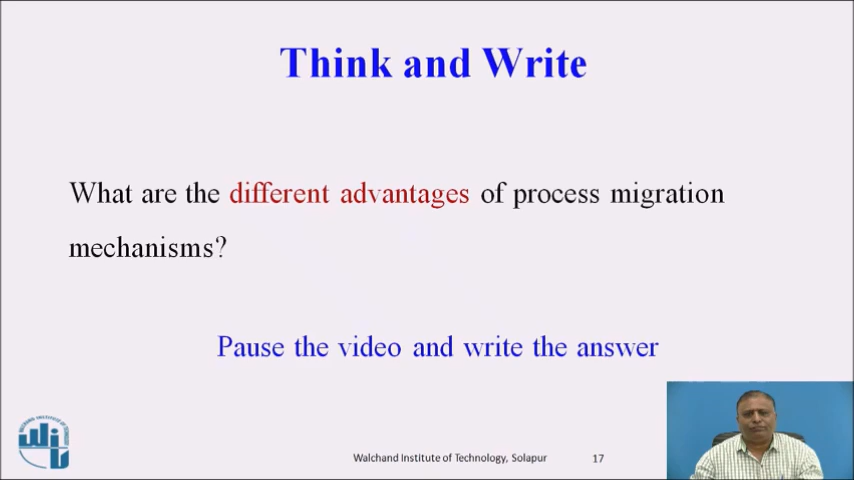 Think and Write
What are the different advantages of process migration
mechanisms?
Pause the video and write the answer
Walchand Institute of Technology, Solapur
17